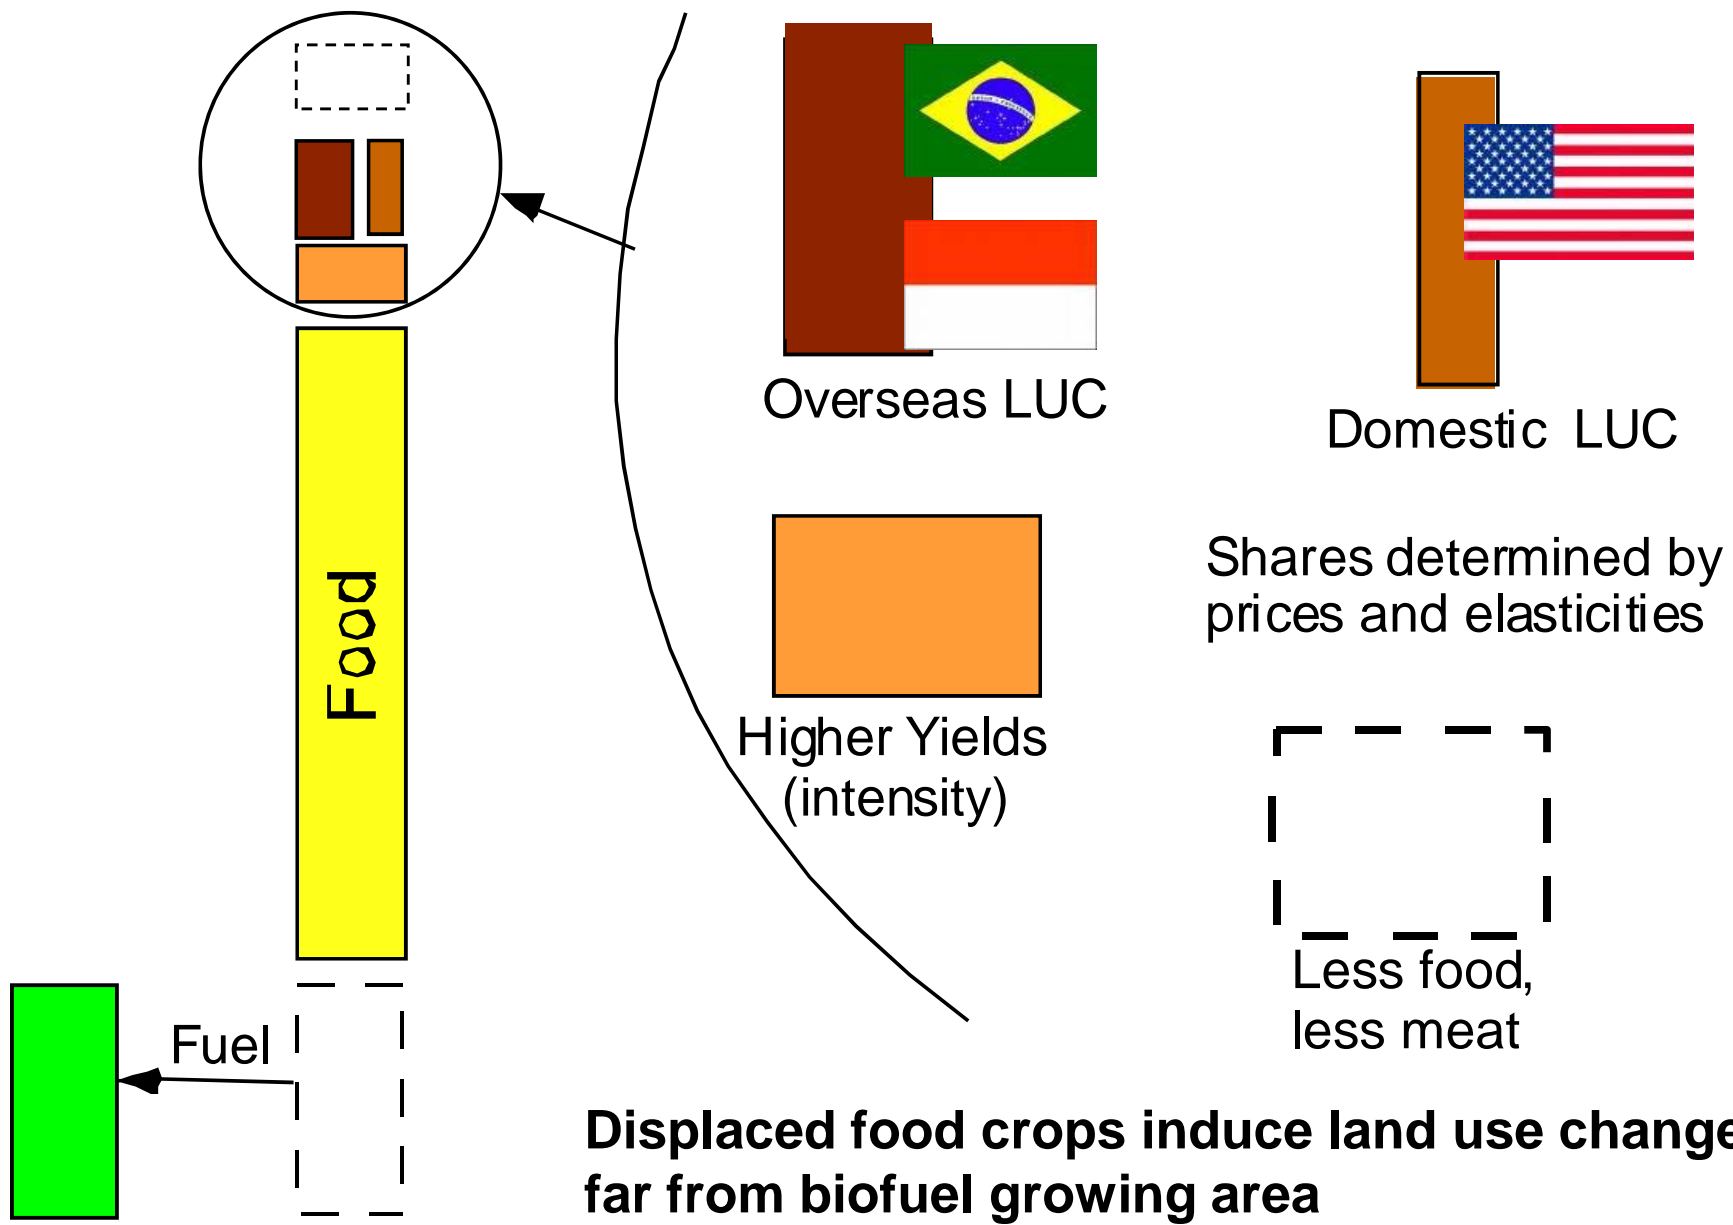 Overseas LUC
Domestic LUC
Food
Shares determined by
prices and elasticities
Higher Yields
(intensity)
Less food,
less meat
Fuel
Displaced food crops induce land use change
far from biofuel growing area